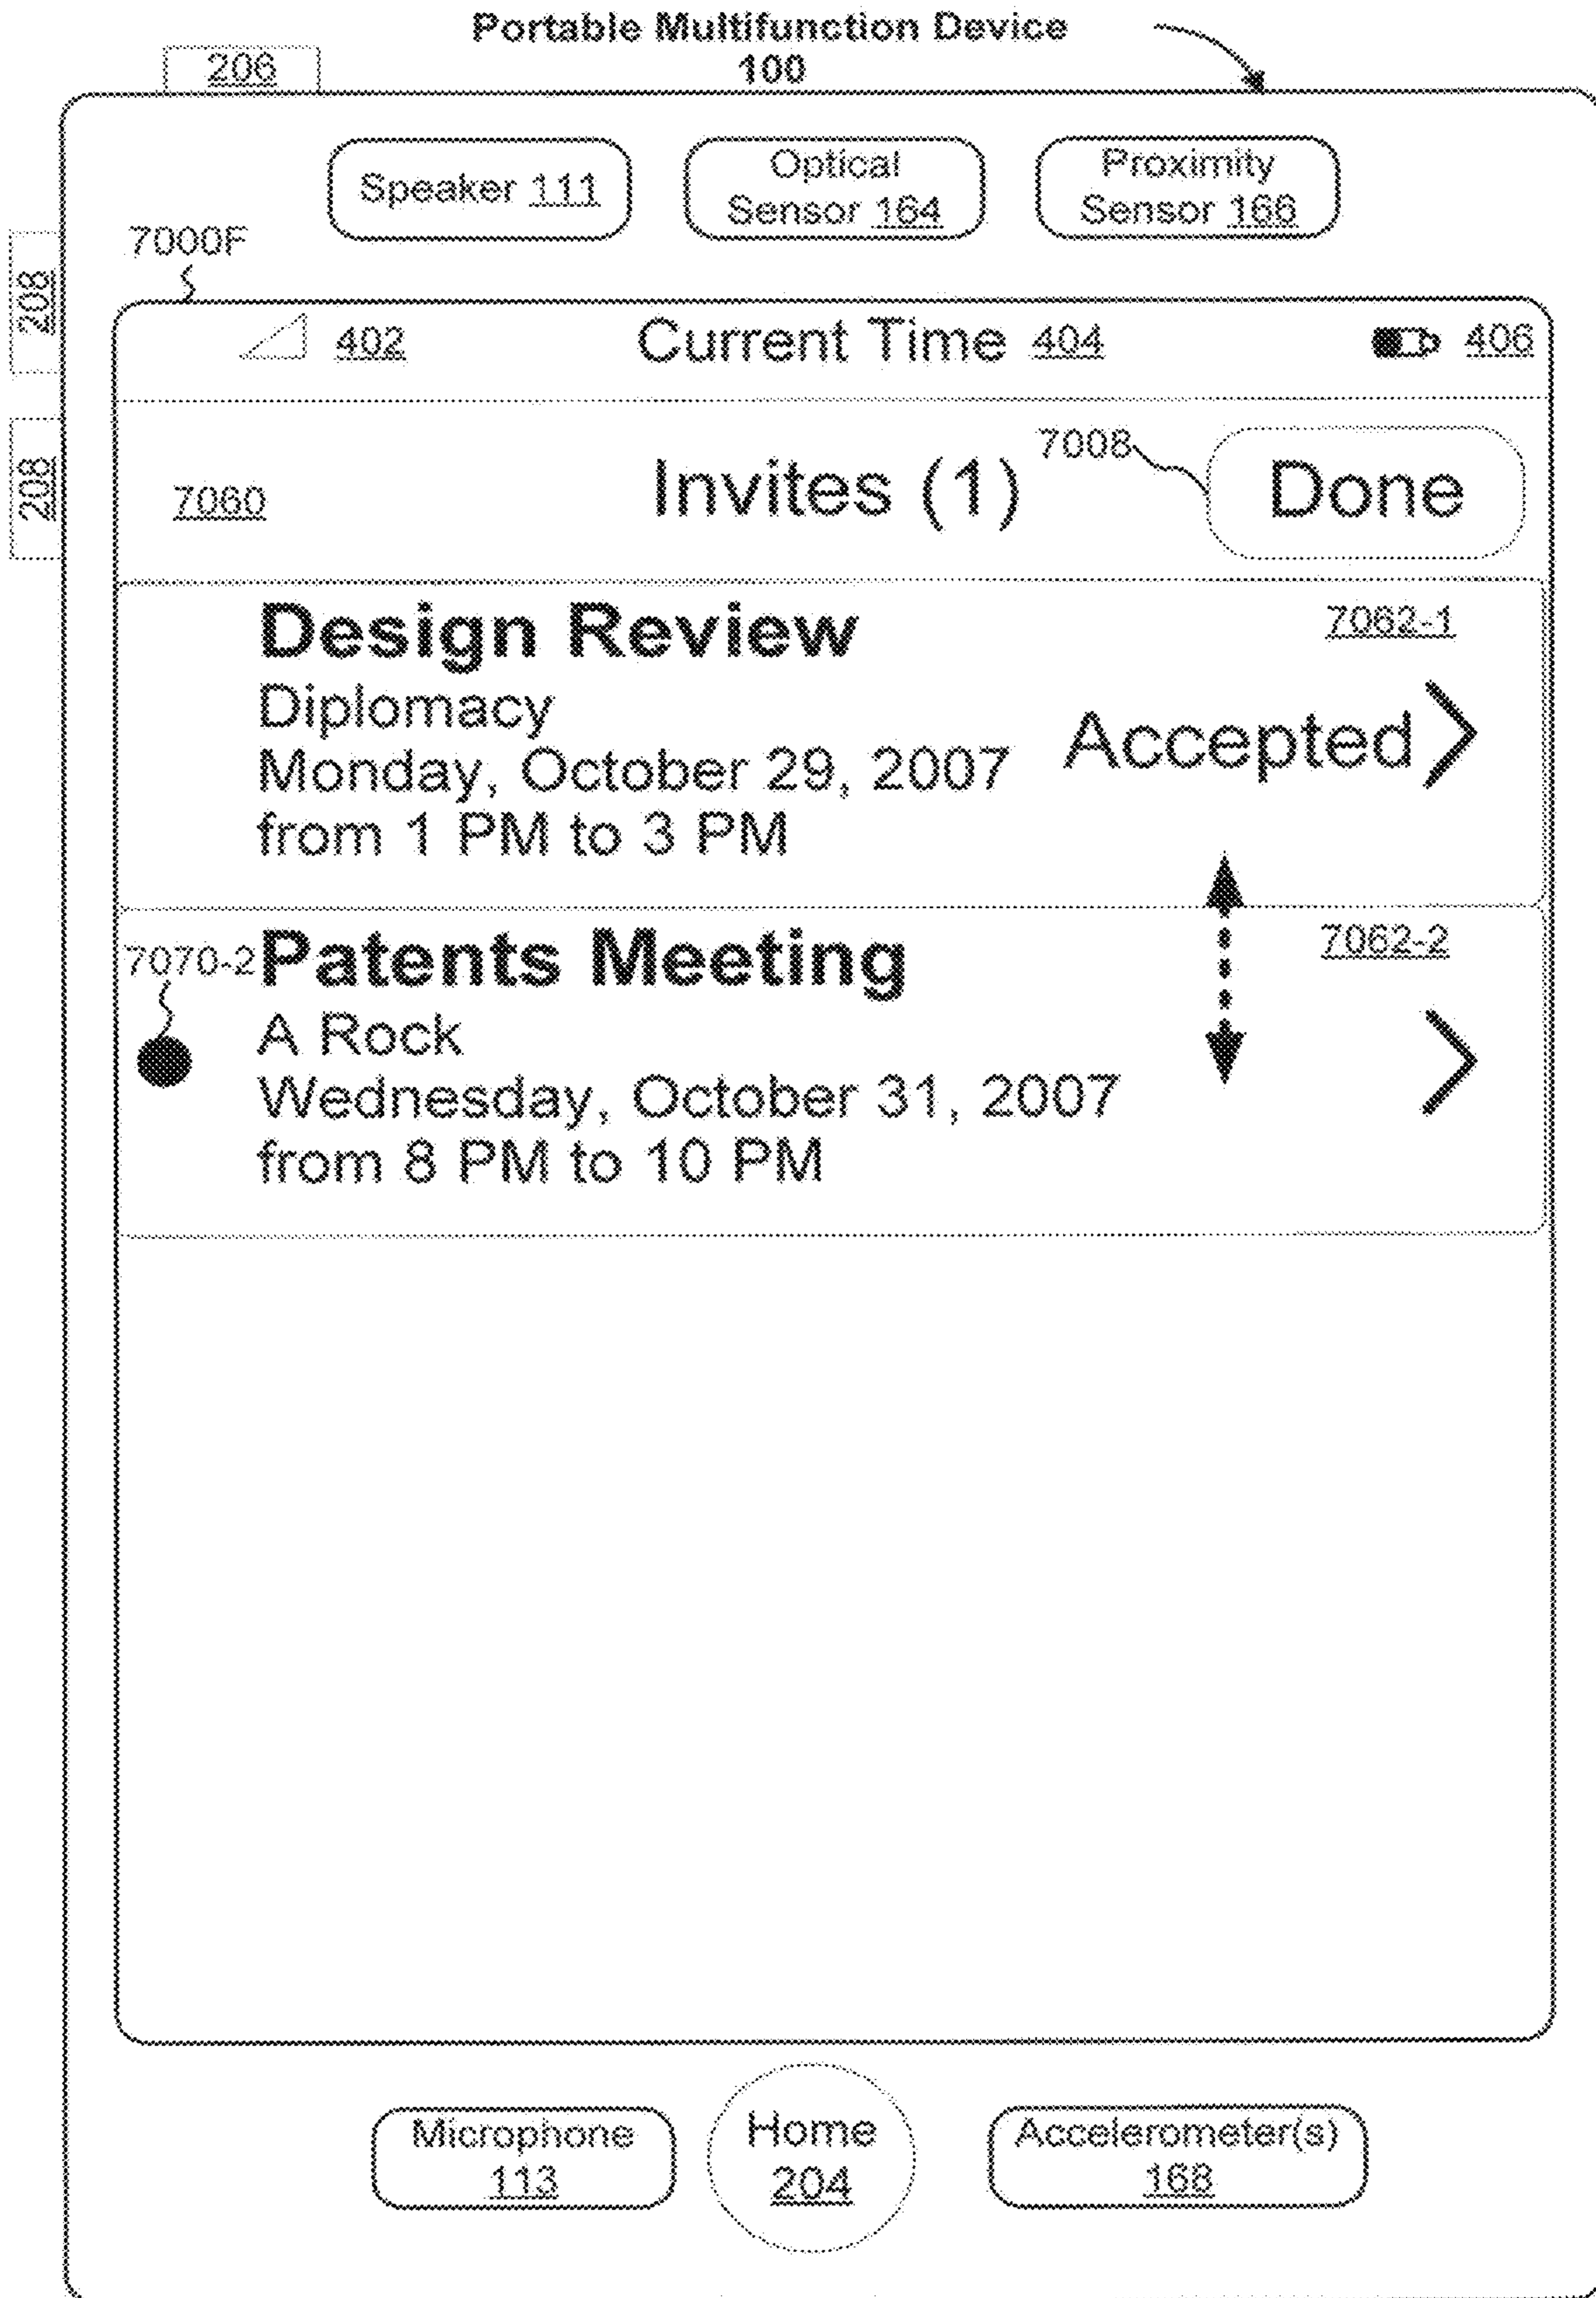 Portable Multifunction Device
100
206
Speaker 111
Optical
Sensor 164
Proximity
Sensor 166
208
7000F
402
Current Time 404
406
208
7060
Invites (1)
7008
Done
Design Review
7062-1
Diplomacy
Accepted
Monday, October 29, 2007
from 1 PM to 3 PM
7070-2
Patents Meeting
7062-2
A Rock
Wednesday, October 31, 2007
from 8 PM to 10 PM
Microphone
113
Home
204
Accelerometer(s)
168